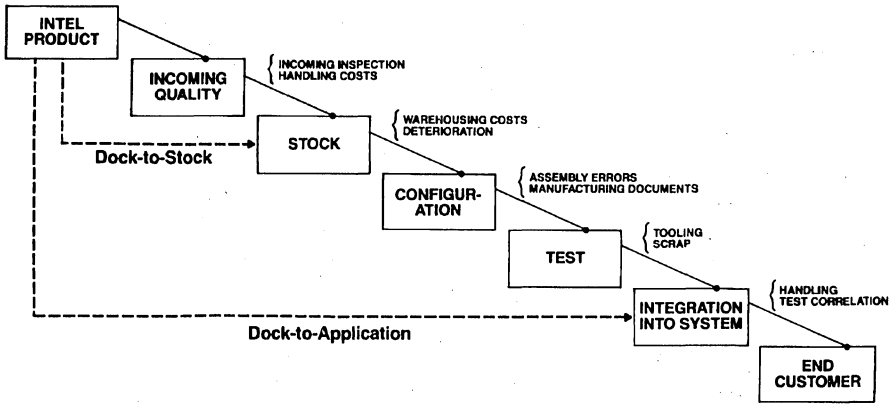 INTEL
PRODUCT
INCOMING
QUALITY
INCOMING INSPECTION
HANDLING COSTS
STOCK
WAREHOUSING COSTS
DETERIORATION
Dock-to-Stock
CONFIGUR-
ATION
ASSEMBLY ERRORS
MANUFACTURING DOCUMENTS
TEST
TOOLING
SCRAP
INTEGRATION
INTO SYSTEM
HANDLING
TEST CORRELATION
Dock-to-Application
END
CUSTOMER